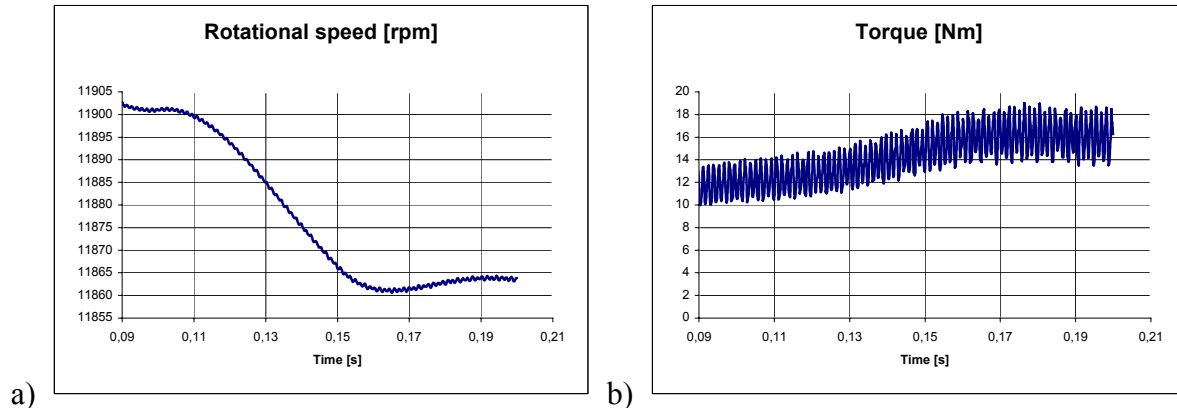 Rotational speed [rpm]
11905
11900
11895
11890
11885
11880
11870
11865
11860
11855
0,09 0,11 0,13 0,15 0,17 0,19 0,21
Time [s]
a)
Torque [Nm]
20
18
16
14
12
10
8
6
4
2
0
0,09 0,11 0,13 0,15 0,17 0,19 0,21
Time [s]
b)